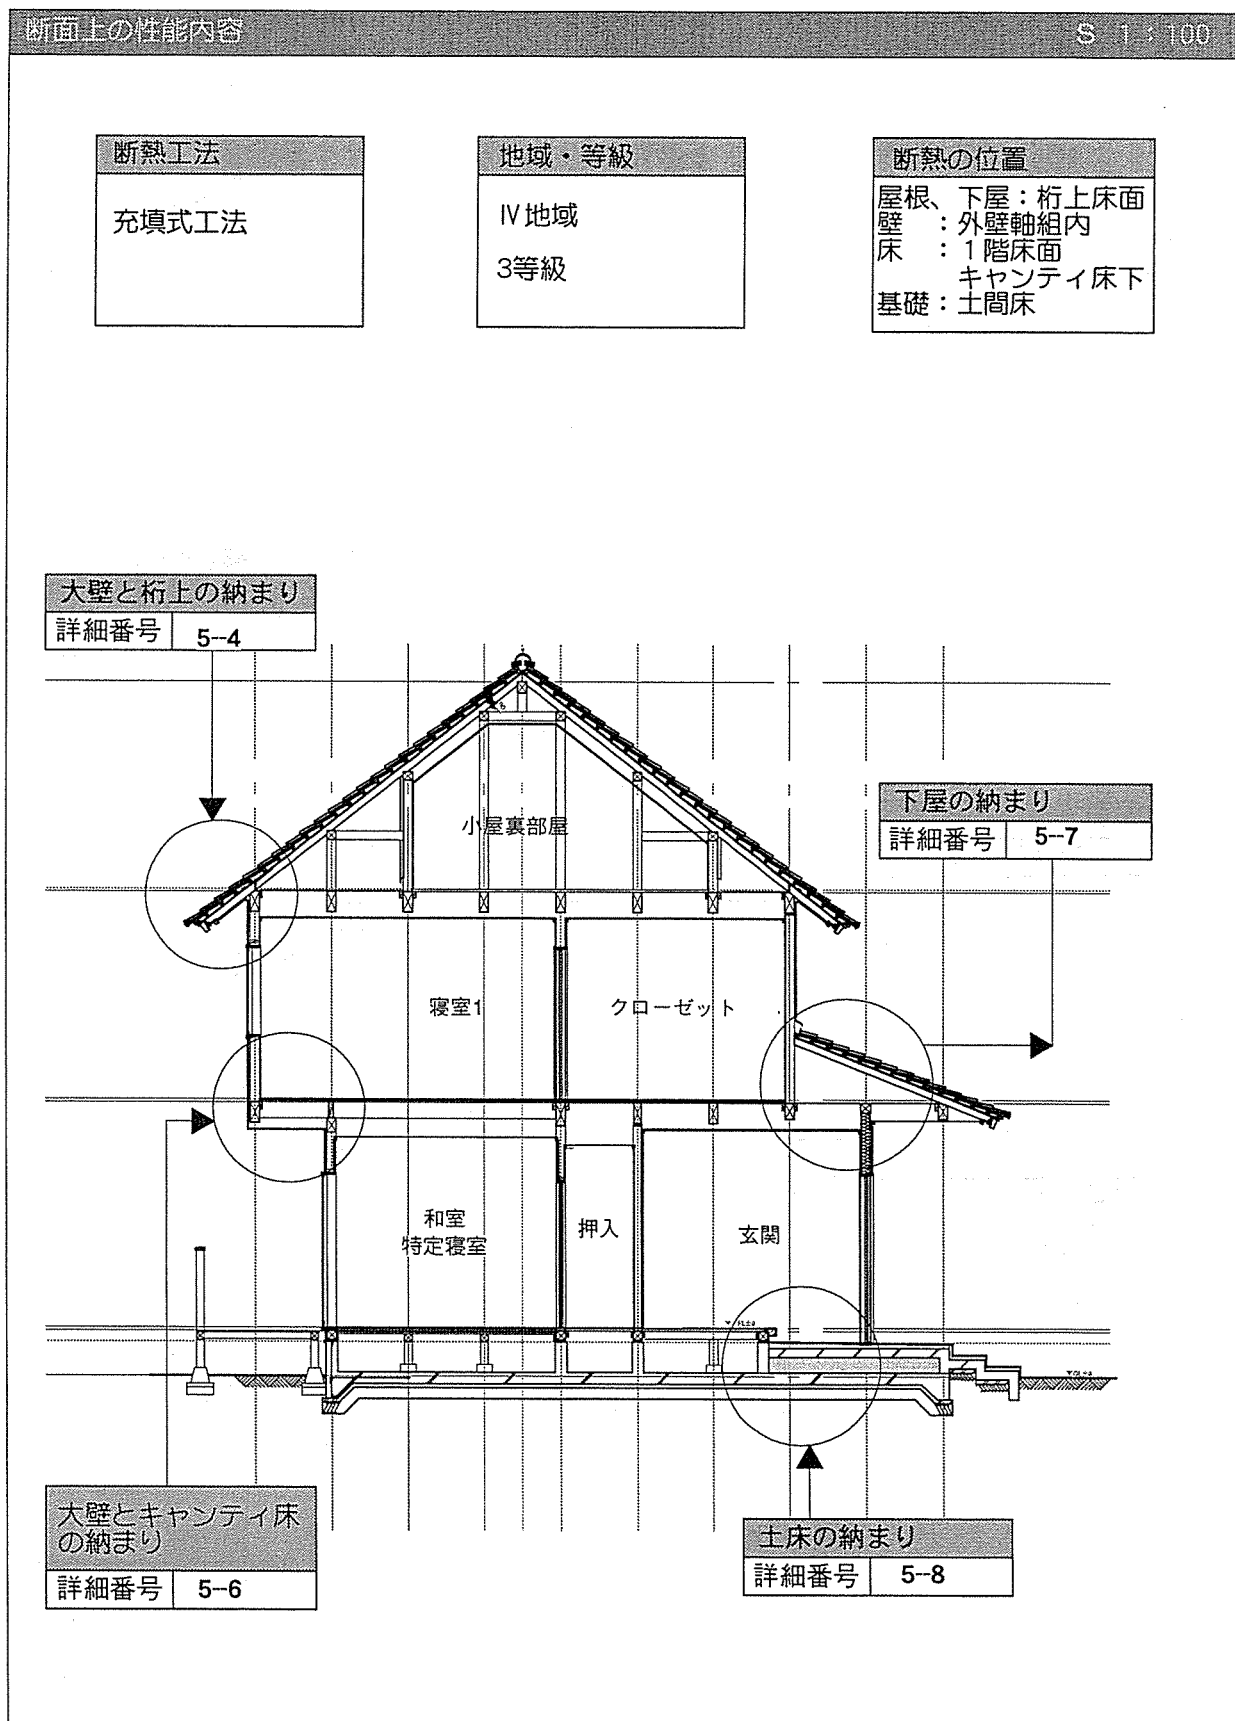 断面上の性能内容 S 1：100
断熱工法
充填式工法
地域・等級
Ⅳ地域
3等級
断熱の位置
屋根、下屋：桁上床面
壁　：外壁軸組内
床　：1階床面
キャンティ床下
基礎：土間床
大壁と桁上の納まり
詳細番号 5--4
下屋の納まり
詳細番号 5--7
小屋裏部屋
寝室1
クローゼット
和室
特定寝室
押入
玄関
大壁とキャンティ床
の納まり
詳細番号 5--6
土床の納まり
詳細番号 5--8